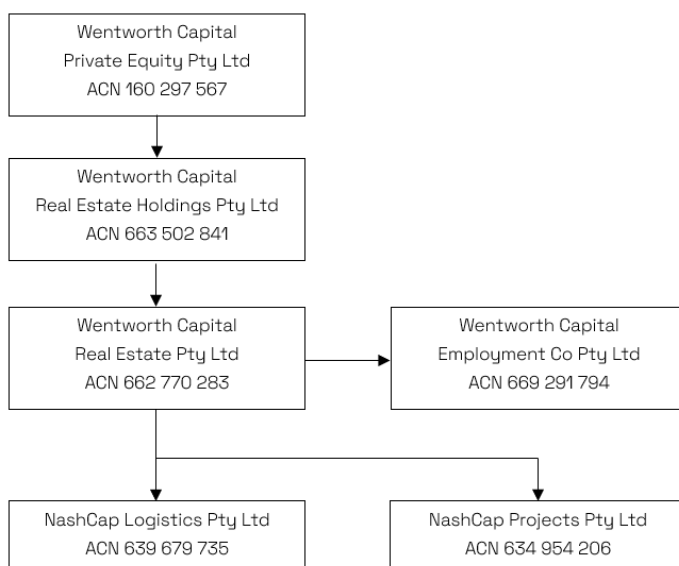 Wentworth Capital
Private Equity Pty Ltd
ACN 160 297 567
Wentworth Capital
Real Estate Holdings Pty Ltd
ACN 663 502 841
Wentworth Capital
Real Estate Pty Ltd
ACN 662 770 283
Wentworth Capital
Employment Co Pty Ltd
ACN 669 291 794
NashCap Logistics Pty Ltd
ACN 639 679 735
NashCap Projects Pty Ltd
ACN 634 954 206